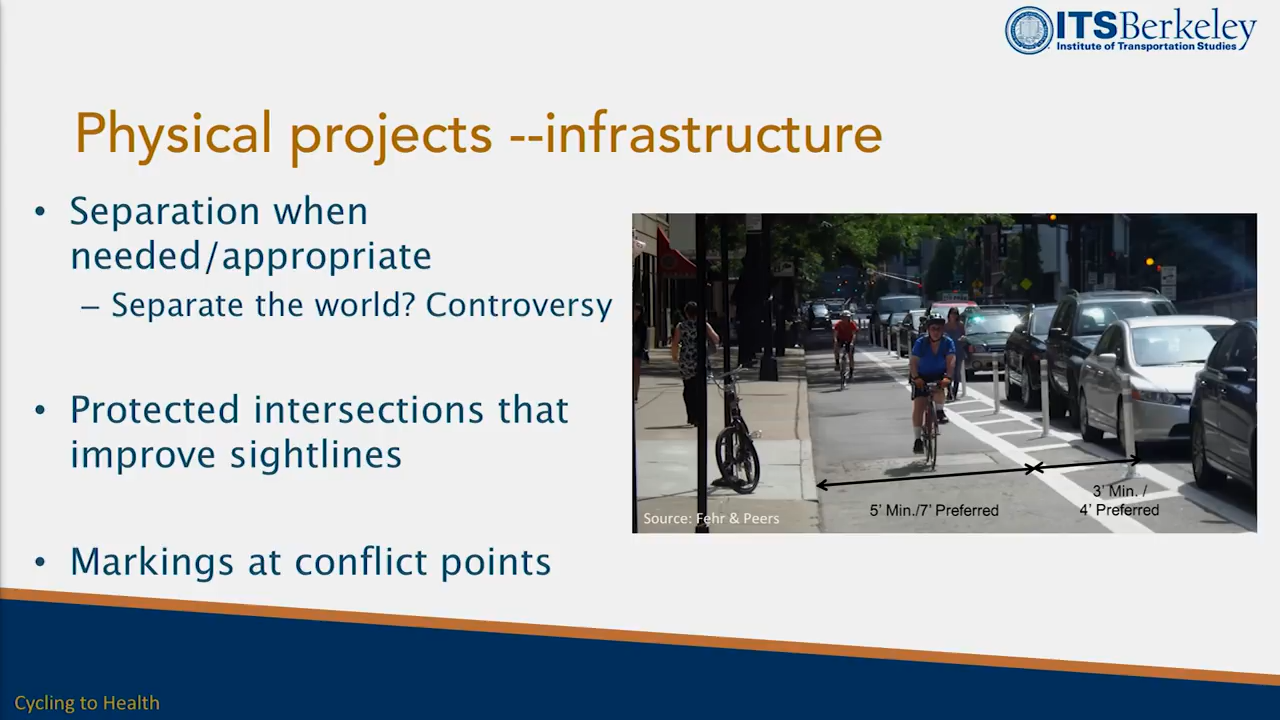 ITSBerkeley
Institute of Transportation Studies
Physical projects --infrastructure
• Separation when
needed/appropriate
– Separate the world? Controversy
• Protected intersections that
improve sightlines
• Markings at conflict points
5' Min./7' Preferred
3' Min. /
4' Preferred
Source: Fehr & Peers
Cycling to Health